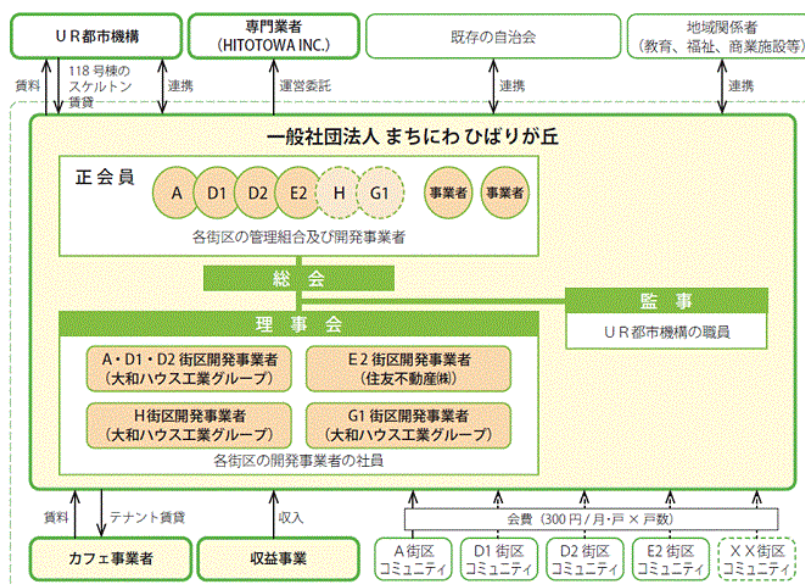 UR都市機構
専門業者
(HITOTOWA INC.)
既存の自治会
地域関係者
(教育、福祉、商業施設等)
賃料
118号棟の
スケルトン
賃貸
連携
運営委託
連携
連携
一般社団法人 まちにわ ひばりが丘
正会員
A
D1
D2
E2
H
G1
事業者
事業者
各街区の管理組合及び開発事業者
総会
監事
UR都市機構の職員
理事会
A・D1・D2 街区開発事業者
(大和ハウス工業グループ)
E2 街区開発事業者
(住友不動産㈱)
H街区開発事業者
(大和ハウス工業グループ)
G1 街区開発事業者
(大和ハウス工業グループ)
各街区の開発事業者の社員
賃料
テナント賃貸
収入
会費(300円/月・戸×戸数)
カフェ事業者
収益事業
A街区
コミュニティ
D1 街区
コミュニティ
D2 街区
コミュニティ
E2 街区
コミュニティ
XX街区
コミュニティ